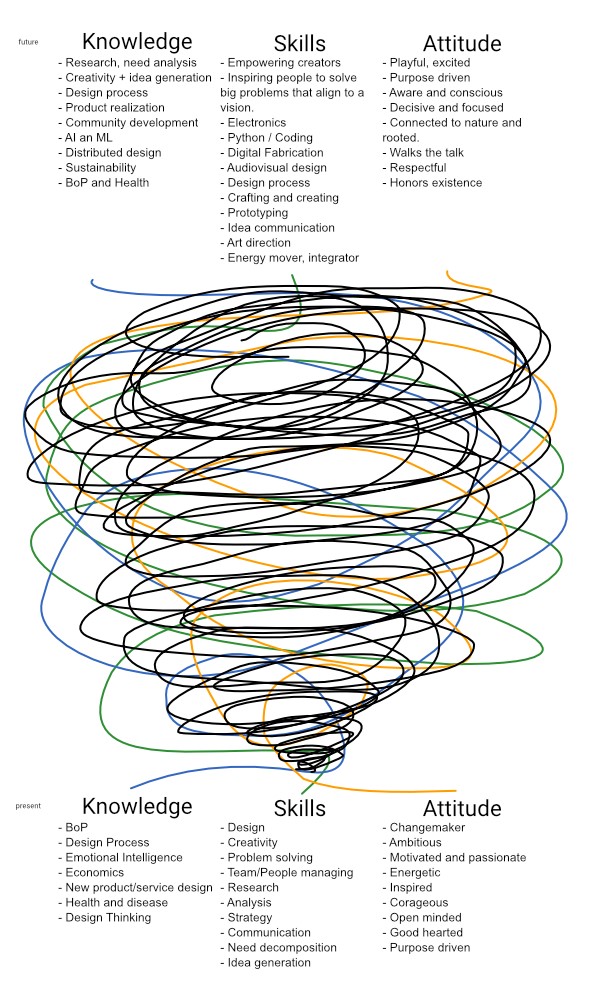 future
Knowledge
- Research, need analysis
- Creativity + idea generation
- Design process
- Product realization
- Community development
- AI an ML
- Distributed design
- Sustainability
- BoP and Health
Skills
- Empowering creators
- Inspiring people to solve
big problems that align to a
vision.
- Electronics
- Python / Coding
- Digital Fabrication
- Audiovisual design
- Design process
- Crafting and creating
- Prototyping
- Idea communication
- Art direction
- Energy mover, integrator
Attitude
- Playful, excited
- Purpose driven
- Aware and conscious
- Decisive and focused
- Connected to nature and
rooted.
- Walks the talk
- Respectful
- Honors existence
present
Knowledge
- BoP
- Design Process
- Emotional Intelligence
- Economics
- New product/service design
- Health and disease
- Design Thinking
Skills
- Design
- Creativity
- Problem solving
- Team/People managing
- Research
- Analysis
- Strategy
- Communication
- Need decomposition
- Idea generation
Attitude
- Changemaker
- Ambitious
- Motivated and passionate
- Energetic
- Inspired
- Corageous
- Open minded
- Good hearted
- Purpose driven